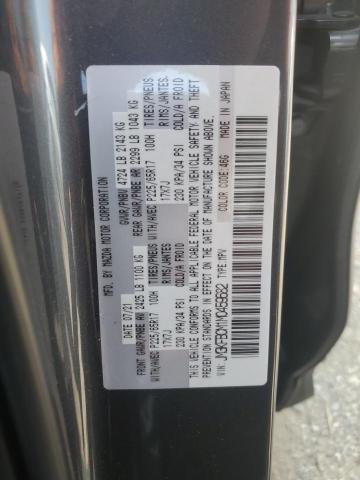 MFD. BY MAZDA MOTOR CORPORATION
07/21 GVWR/PNBV 4724 LB 2143 KG
FRONT GAWR/PNBE AV 2425 LB 1100 KG REAR GAWR/PNBE AR 2299 LB 1043 KG
WITH/AVEC P225/65R17 100H TIRES/PNEUS WITH/AVEC P225/65R17 100H TIRES/PNEUS
17X7J RIMS/JANTES 17X7J RIMS/JANTES
230 KPA/34 PSI COLD/A FROID 230 KPA/34 PSI COLD/A FROID
THIS VEHICLE CONFORMS TO ALL APPLICABLE FEDERAL MOTOR VEHICLE SAFETY AND THEFT
PREVENTION STANDARDS IN EFFECT ON THE DATE OF MANUFACTURE SHOWN ABOVE.
COLOR CODE: 46G MADE IN JAPAN
VIN: TYPE: MPV